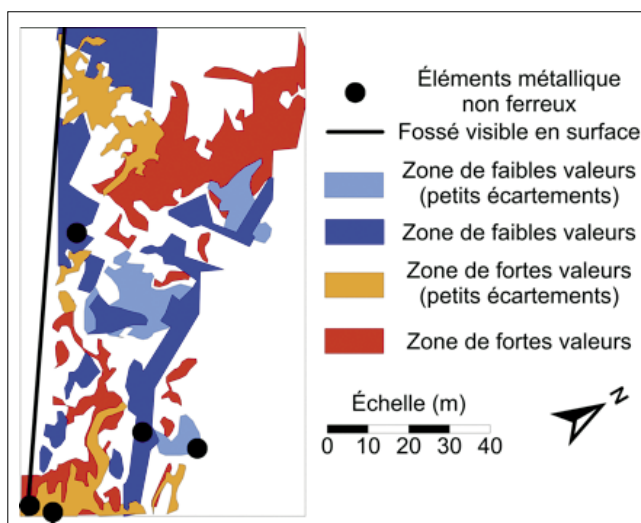 Éléments métallique
non ferreux
Fossé visible en surface
Zone de faibles valeurs
(petits écartements)
Zone de faibles valeurs
Zone de fortes valeurs
(petits écartements)
Zone de fortes valeurs
Échelle (m)
0 10 20 30 40
N